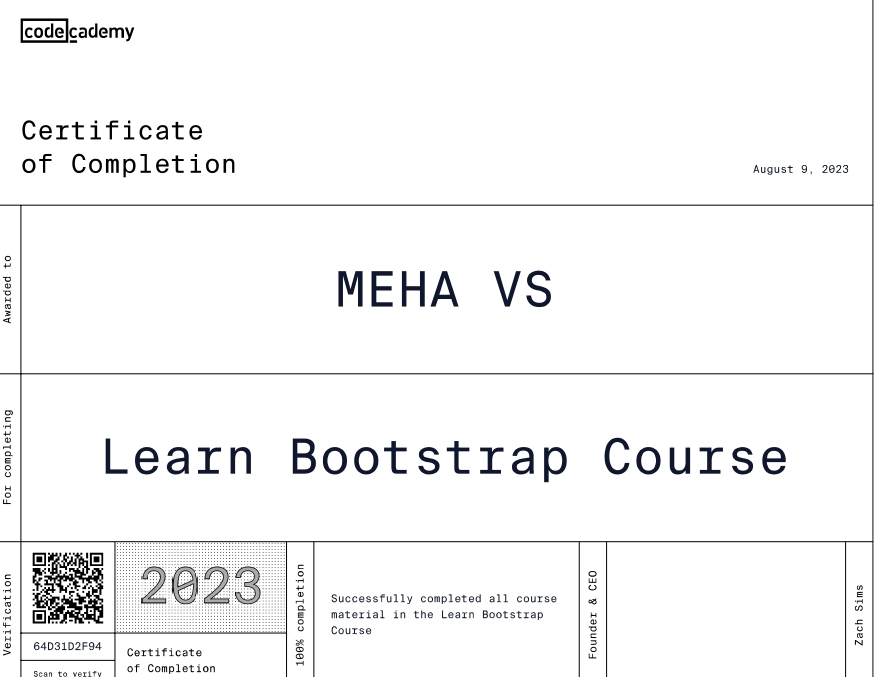 codecademy
Certificate
of Completion
August 9, 2023
Awarded to
MEHA VS
For completing
Learn Bootstrap Course
Verification
64D31D2F94
Scan to verify
2023
Certificate
of Completion
100% completion
Successfully completed all course
material in the Learn Bootstrap
Course
Founder & CEO
Zach Sims